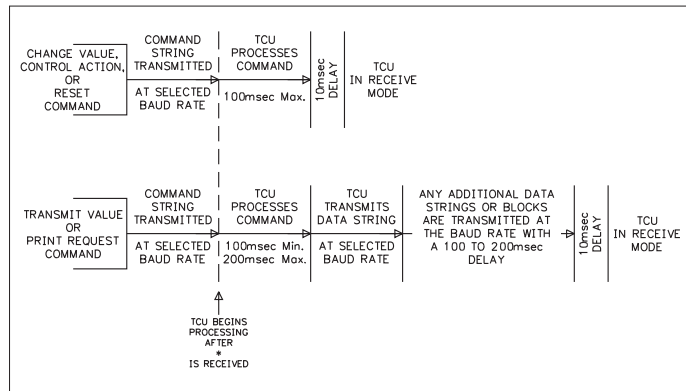 CHANGE VALUE,
CONTROL ACTION,
OR
RESET
COMMAND
COMMAND
STRING
TRANSMITTED
AT SELECTED
BAUD RATE
TCU
PROCESSES
COMMAND
100msec Max.
10msec
DELAY
TCU
IN RECEIVE
MODE
TRANSMIT VALUE
OR
PRINT REQUEST
COMMAND
COMMAND
STRING
TRANSMITTED
AT SELECTED
BAUD RATE
TCU
PROCESSES
COMMAND
100msec Min.
200msec Max.
TCU
TRANSMITS
DATA STRING
AT SELECTED
BAUD RATE
ANY ADDITIONAL DATA
STRINGS OR BLOCKS
ARE TRANSMITTED AT
THE BAUD RATE WITH
A 100 TO 200msec
DELAY
10msec
DELAY
TCU
IN RECEIVE
MODE
TCU BEGINS
PROCESSING
AFTER
*
IS RECEIVED